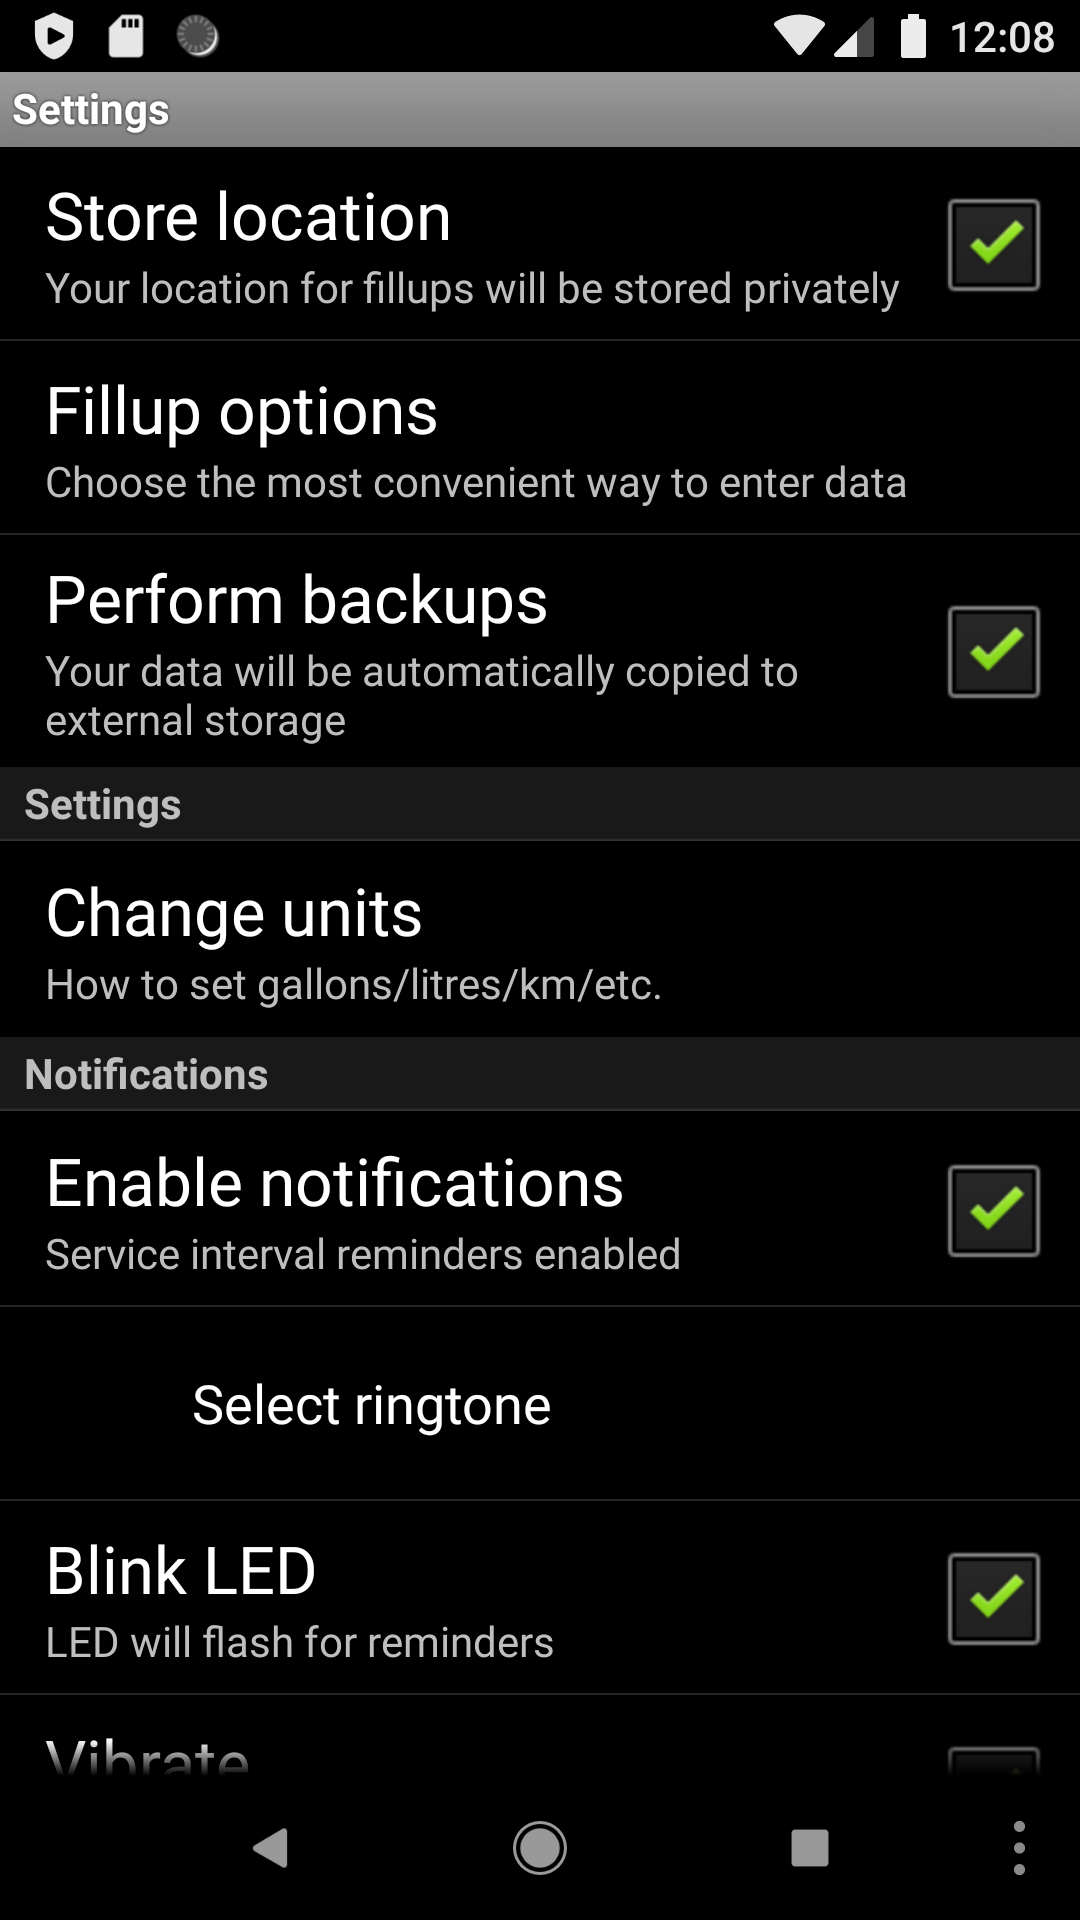 12:08
Settings
Store location
Your location for fillups will be stored privately
Fillup options
Choose the most convenient way to enter data
Perform backups
Your data will be automatically copied to
external storage
Settings
Change units
How to set gallons/litres/km/etc.
Notifications
Enable notifications
Service interval reminders enabled
Select ringtone
Blink LED
LED will flash for reminders
Vibrate